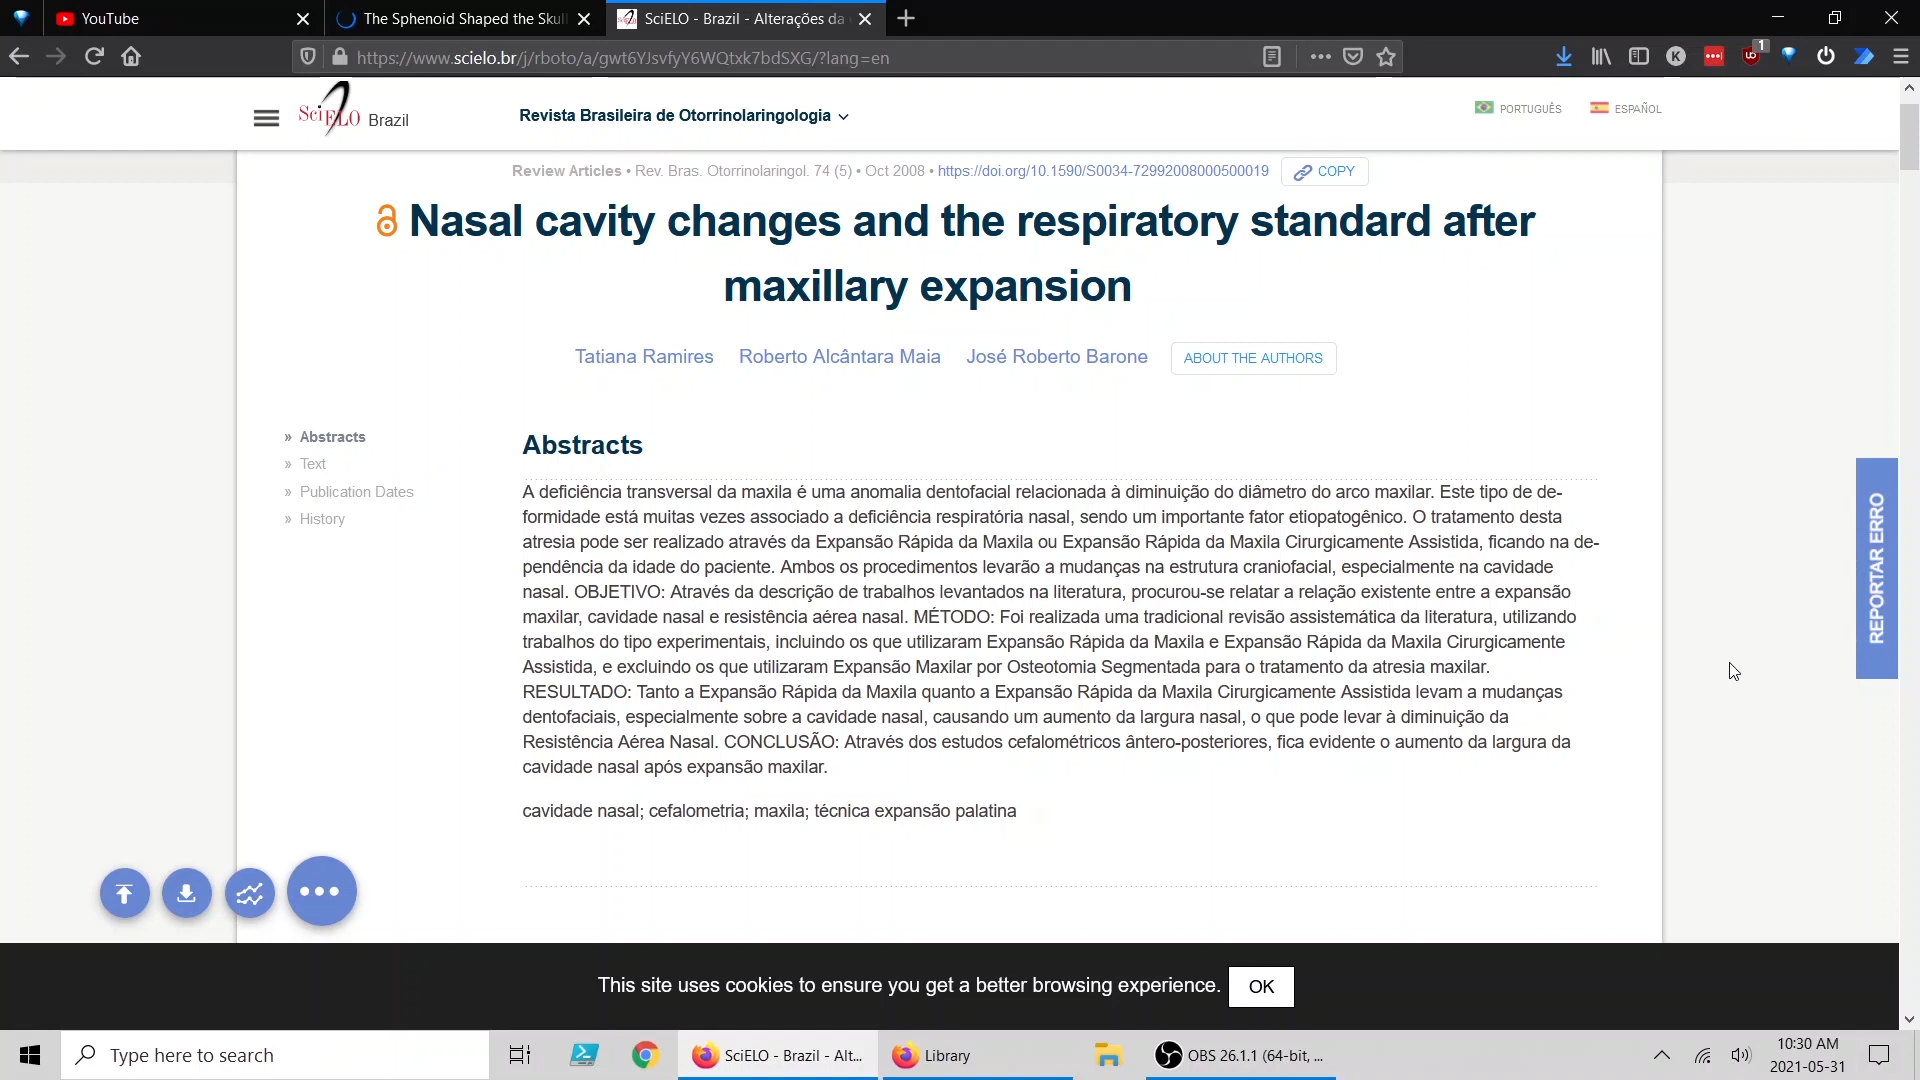 YouTube
The Sphenoid Shaped the Skull
SciELO - Brazil - Alterações da
https://www.scielo.br/j/rboto/a/gwt6YJsvfyY6WQtxk7bdSXG/?lang=en
K
1
SciELO Brazil
Revista Brasileira de Otorrinolaringologia
PORTUGUÊS
ESPAÑOL
Review Articles • Rev. Bras. Otorrinolaringol. 74 (5) • Oct 2008 • https://doi.org/10.1590/S0034-72992008000500019
COPY
Nasal cavity changes and the respiratory standard after
maxillary expansion
Tatiana Ramires Roberto Alcântara Maia José Roberto Barone
ABOUT THE AUTHORS
» Abstracts
» Text
» Publication Dates
» History
Abstracts
A deficiência transversal da maxila é uma anomalia dentofacial relacionada à diminuição do diâmetro do arco maxilar. Este tipo de de-
formidade está muitas vezes associado a deficiência respiratória nasal, sendo um importante fator etiopatogênico. O tratamento desta
atresia pode ser realizado através da Expansão Rápida da Maxila ou Expansão Rápida da Maxila Cirurgicamente Assistida, ficando na de-
pendência da idade do paciente. Ambos os procedimentos levarão a mudanças na estrutura craniofacial, especialmente na cavidade
nasal. OBJETIVO: Através da descrição de trabalhos levantados na literatura, procurou-se relatar a relação existente entre a expansão
maxilar, cavidade nasal e resistência aérea nasal. MÉTODO: Foi realizada uma tradicional revisão assistemática da literatura, utilizando
trabalhos do tipo experimentais, incluindo os que utilizaram Expansão Rápida da Maxila e Expansão Rápida da Maxila Cirurgicamente
Assistida, e excluindo os que utilizaram Expansão Maxilar por Osteotomia Segmentada para o tratamento da atresia maxilar.
RESULTADO: Tanto a Expansão Rápida da Maxila quanto a Expansão Rápida da Maxila Cirurgicamente Assistida levam a mudanças
dentofaciais, especialmente sobre a cavidade nasal, causando um aumento da largura nasal, o que pode levar à diminuição da
Resistência Aérea Nasal. CONCLUSÃO: Através dos estudos cefalométricos ântero-posteriores, fica evidente o aumento da largura da
cavidade nasal após expansão maxilar.
cavidade nasal; cefalometria; maxila; técnica expansão palatina
REPORTAR ERRO
This site uses cookies to ensure you get a better browsing experience.
OK
Type here to search
SciELO - Brazil - Alt...
Library
OBS 26.1.1 (64-bit, ...
10:30 AM
2021-05-31